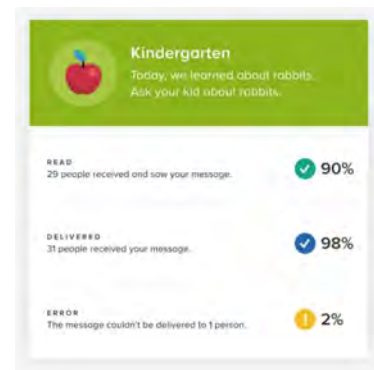 Kindergarten
Today, we learned about rabbits.
Ask your kid about rabbits.
READ
29 people received and saw your message.
90%
DELIVERED
31 people received your message.
98%
ERROR
The message couldn't be delivered to 1 person.
2%